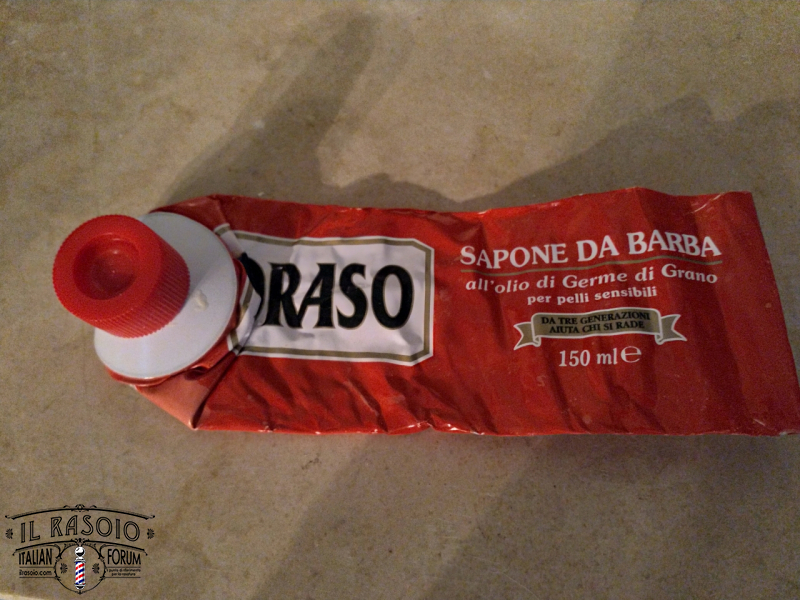 ORASO
SAPONE DA BARBA
all'olio di Germe di Grano
per pelli sensibili
DA TRE GENERAZIONI
AIUTA CHI SI RADE
150 ml ℮
IL RASOIO
ITALIAN FORUM
ilrasoio.com